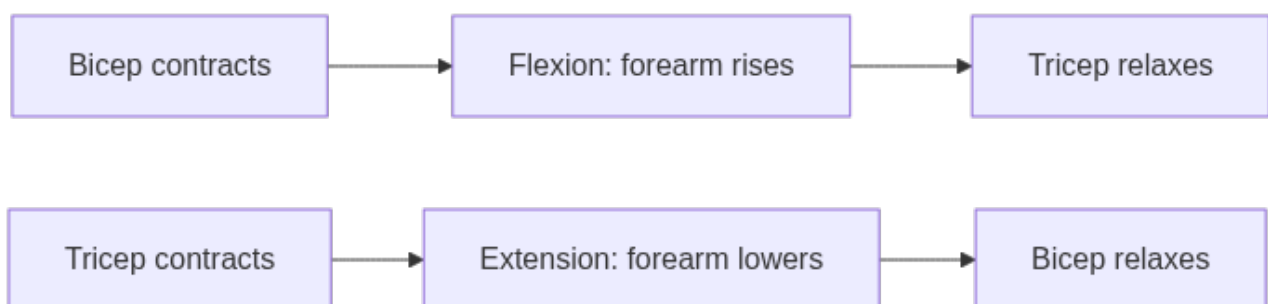 Bicep contracts
Flexion: forearm rises
Tricep relaxes
Tricep contracts
Extension: forearm lowers
Bicep relaxes